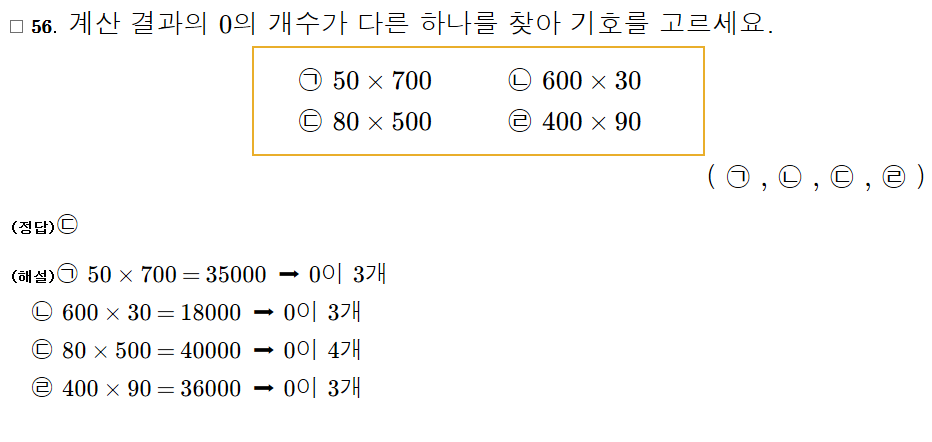 □ 56. 계산 결과의 0의 개수가 다른 하나를 찾아 기호를 고르세요.
㉠ 50 × 700 ㉡ 600 × 30
㉢ 80 × 500 ㉣ 400 × 90
( ㉠ , ㉡ , ㉢ , ㉣ )
(정답)㉢
(해설)㉠ 50 × 700 = 35000 ➡ 0이 3개
㉡ 600 × 30 = 18000 ➡ 0이 3개
㉢ 80 × 500 = 40000 ➡ 0이 4개
㉣ 400 × 90 = 36000 ➡ 0이 3개